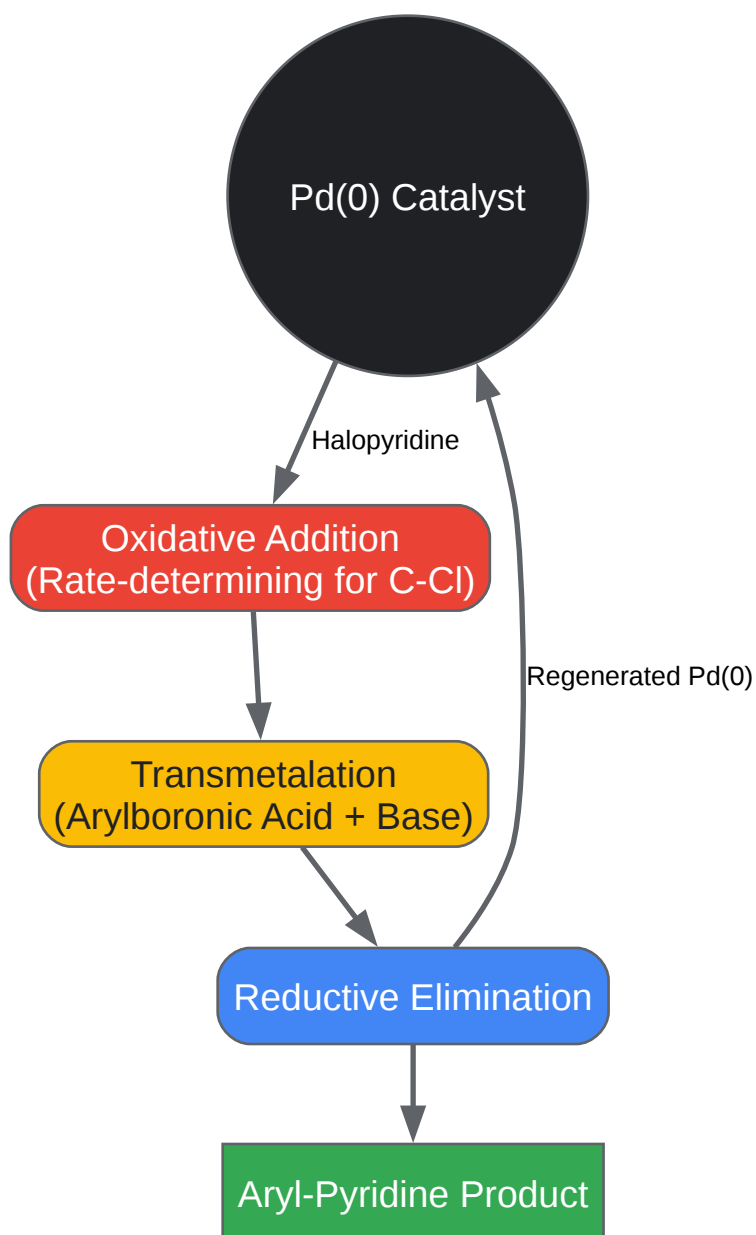 Pd(0) Catalyst
Halopyridine
Oxidative Addition
(Rate-determining for C-Cl)
Regenerated Pd(0)
Transmetalation
(Arylboronic Acid + Base)
Reductive Elimination
Aryl-Pyridine Product